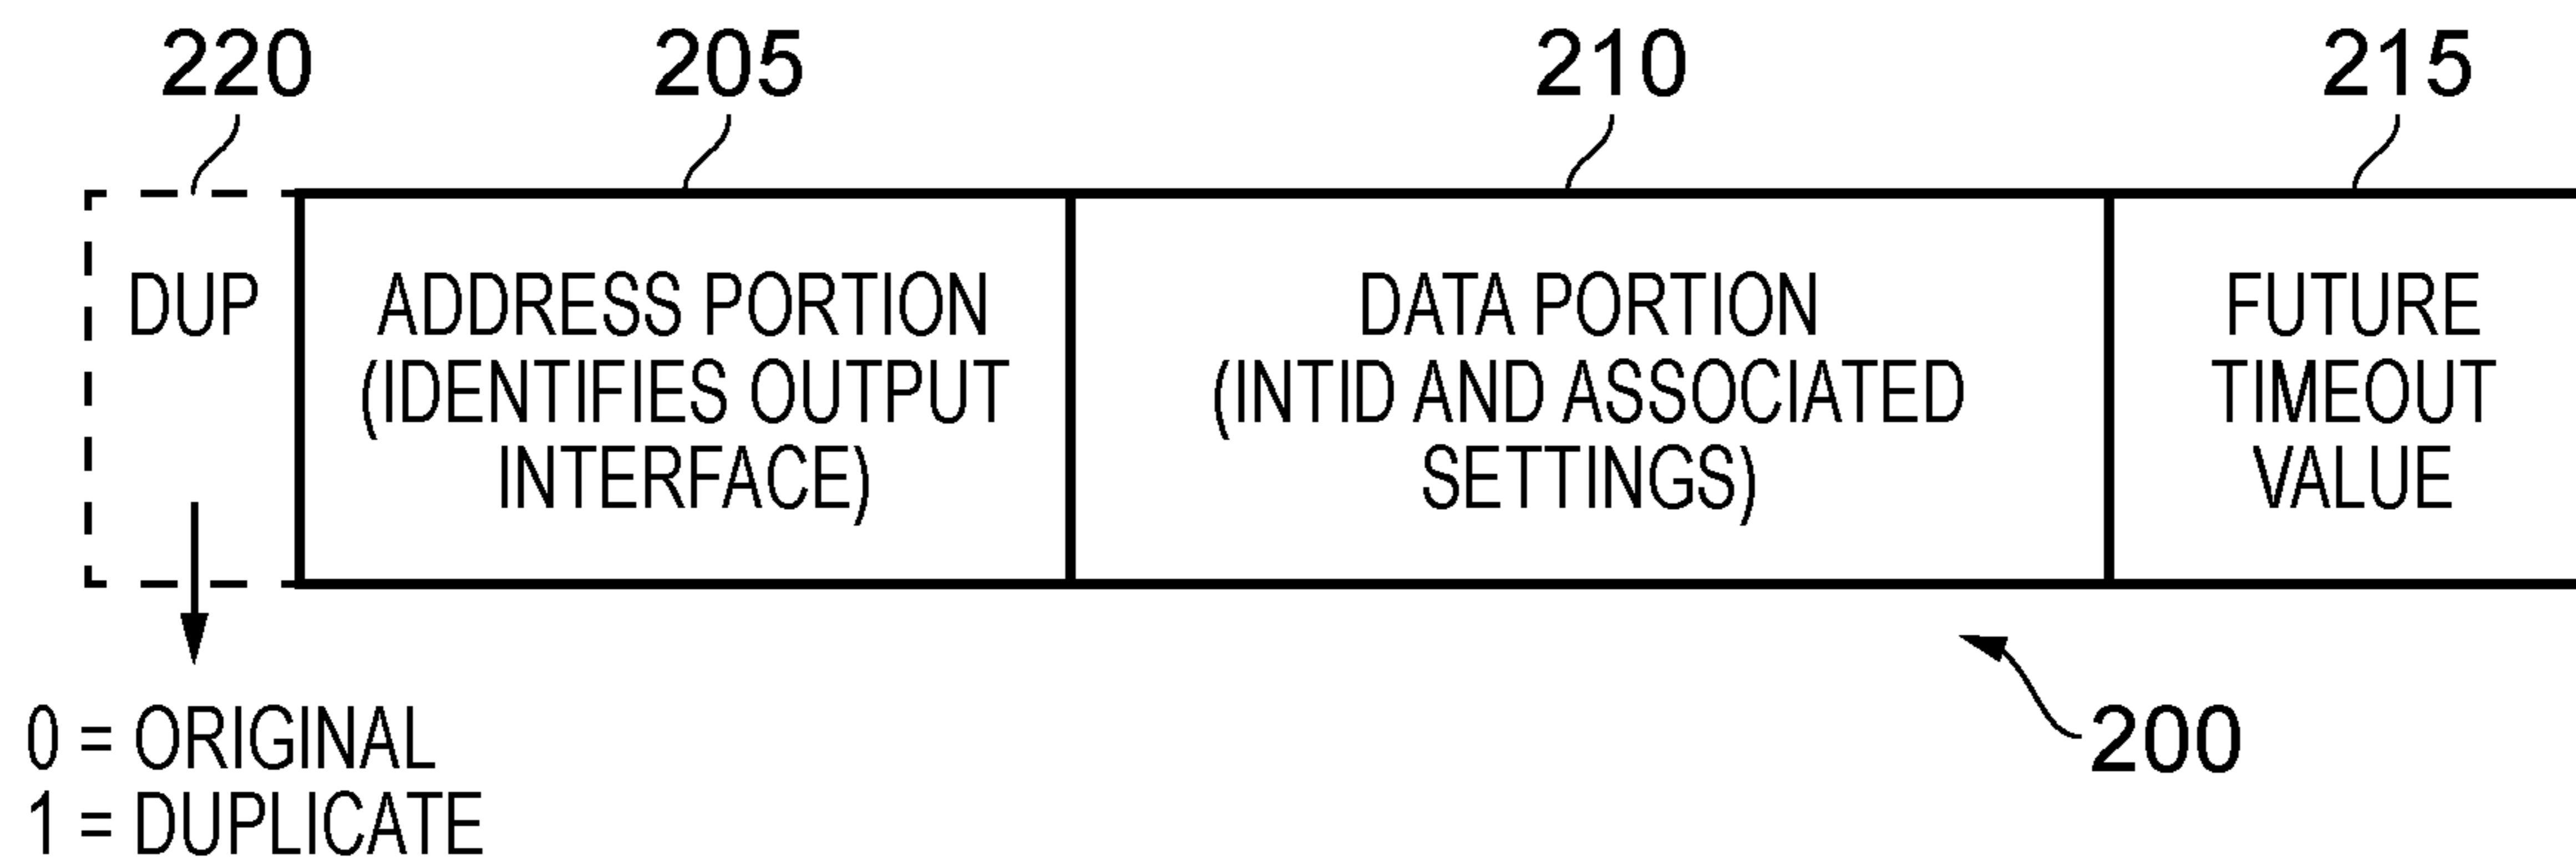 220 205 210 215
DUP
ADDRESS PORTION
(IDENTIFIES OUTPUT
INTERFACE)
DATA PORTION
(INTID AND ASSOCIATED
SETTINGS)
FUTURE
TIMEOUT
VALUE
0 = ORIGINAL
1 = DUPLICATE
200